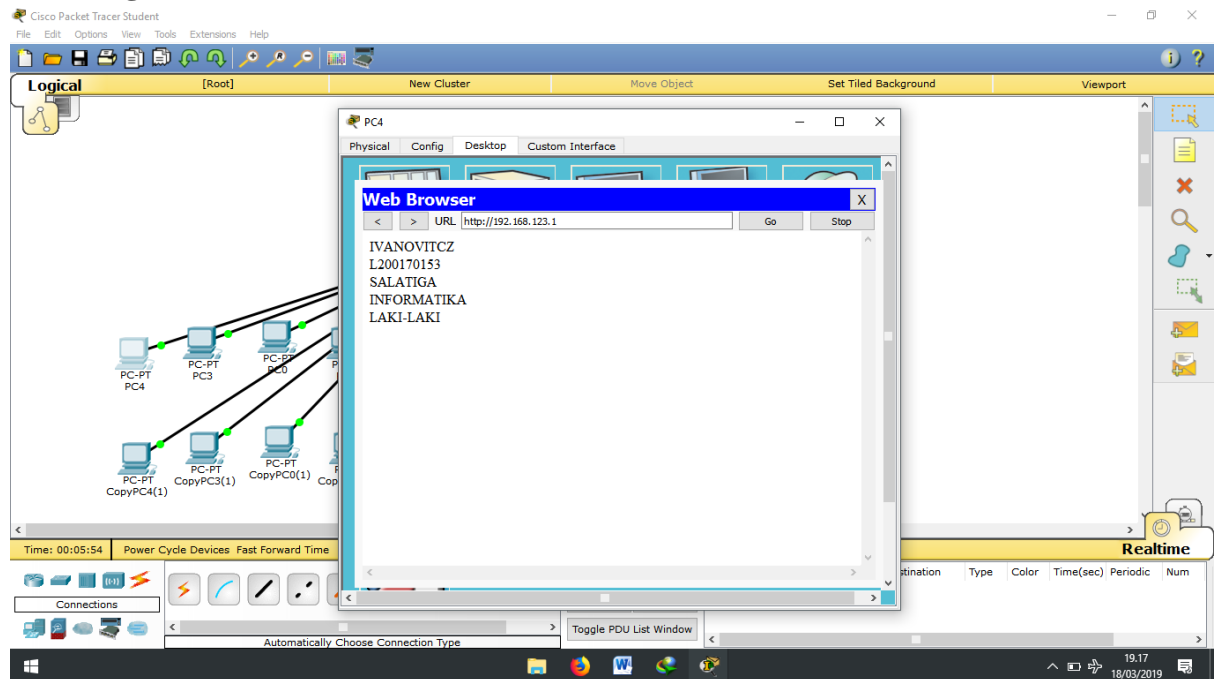 Cisco Packet Tracer Student
File Edit Options View Tools Extensions Help
Logical [Root] New Cluster Move Object Set Tiled Background Viewport
PC4
Physical Config Desktop Custom Interface
Web Browser X
< > URL http://192.168.123.1 Go Stop
IVANOVITCZ
L200170153
SALATIGA
INFORMATIKA
LAKI-LAKI
PC-PT
PC4
PC-PT
PC3
PC-PT
PC0
PC-PT
CopyPC4(1)
PC-PT
CopyPC3(1)
PC-PT
CopyPC0(1)
Cop
Time: 00:05:54 Power Cycle Devices Fast Forward Time Realtime
stination Type Color Time(sec) Periodic Num
Connections
Automatically Choose Connection Type
Toggle PDU List Window
19.17
18/03/2019